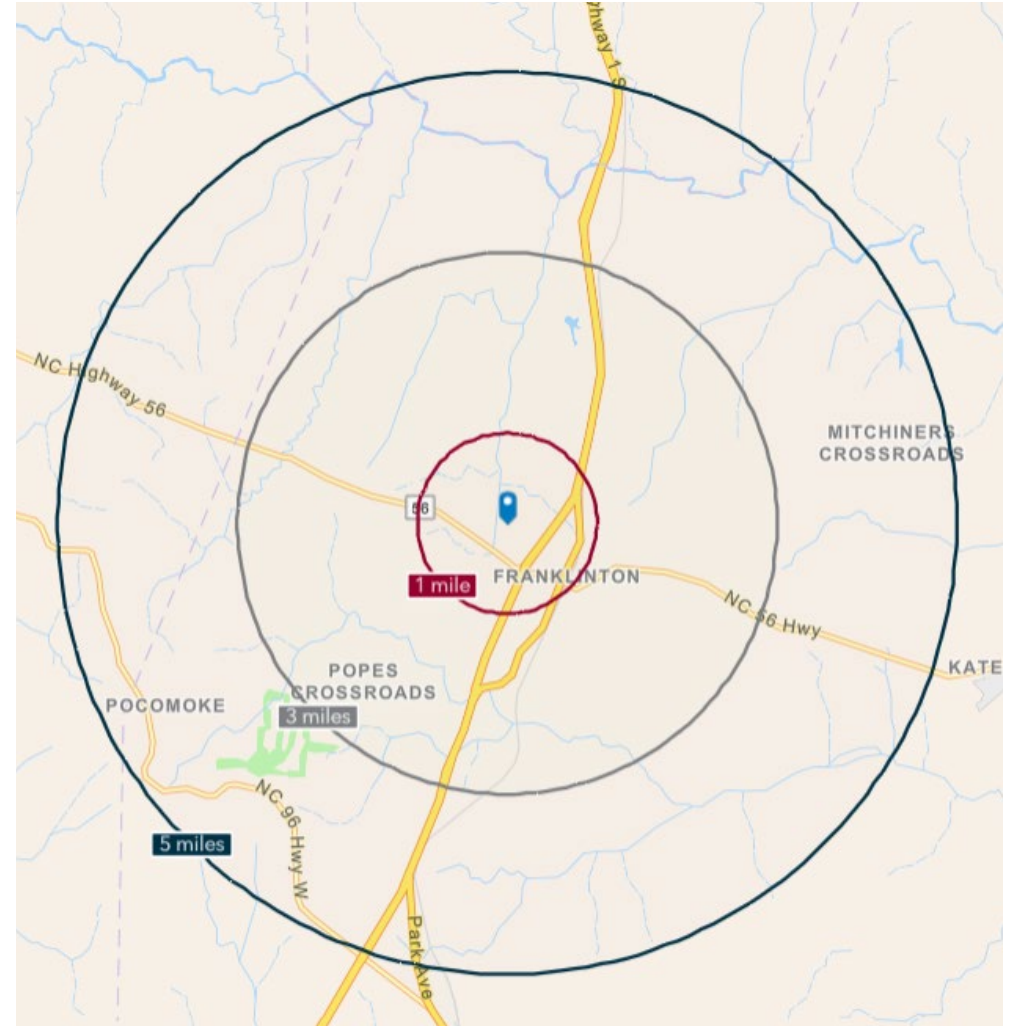 ghway 1 S
NC Highway 56
MITCHINERS
CROSSROADS
56
1 mile
FRANKLINTON
NC 56 Hwy
KATE
POPES
CROSSROADS
POCOMOKE
3 miles
NC 96 Hwy W
5 miles
Park Ave